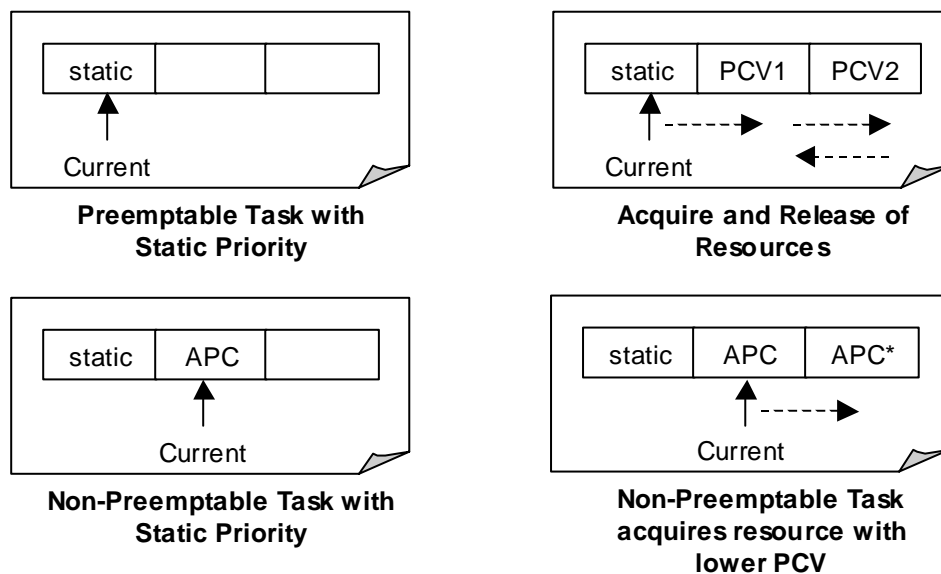 static
Current
Preemptable Task with
Static Priority
static PCV1 PCV2
Current
Acquire and Release of
Resources
static APC
Current
Non-Preemptable Task with
Static Priority
static APC APC*
Current
Non-Preemptable Task
acquires resource with
lower PCV